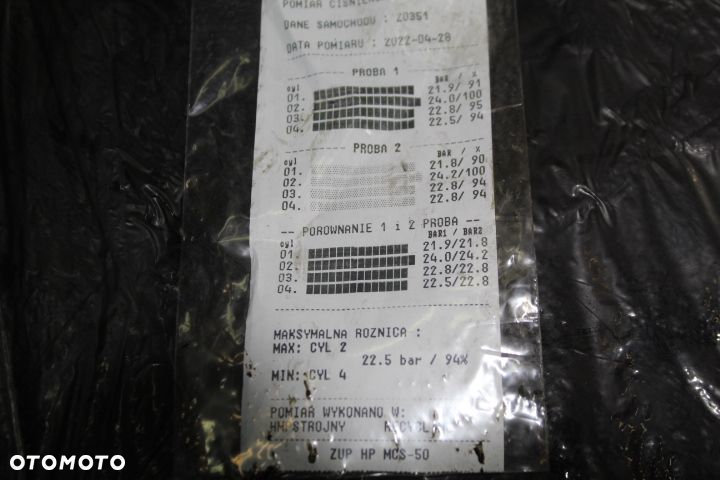 POMIAR CISNIEN
DANE SAMOCHODU : Z0351
DATA POMIARU : 2022-04-28
PROBA 1
cyl BAR / %
01. 21.9/ 91
02. 24.0/100
03. 22.8/ 95
04. 22.5/ 94
PROBA 2
cyl BAR / %
01. 21.8/ 90
02. 24.2/100
03. 22.8/ 94
04. 22.8/ 94
-- POROWNANIE 1 i 2 PROBA --
cyl BAR1 / BAR2
01. 21.9/21.8
02. 24.0/24.2
03. 22.8/22.8
04. 22.5/22.8
MAKSYMALNA ROZNICA :
MAX: CYL 2
22.5 bar / 94%
MIN: CYL 4
POMIAR WYKONANO W:
STROJNY
ZUP HP MCS-50
OTOMOTO